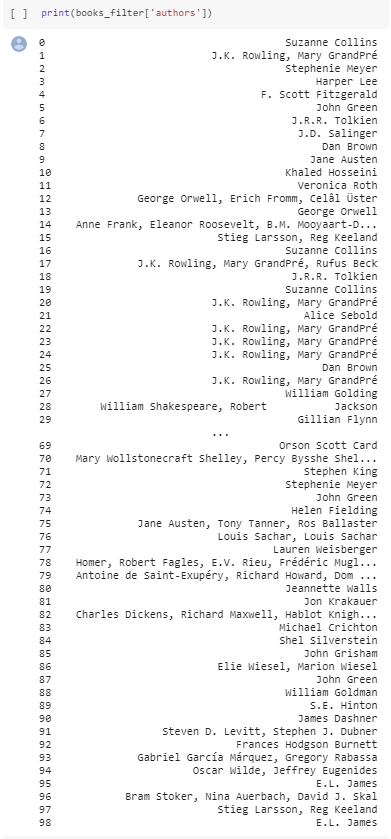 [ ] print(books_filter['authors'])
0 Suzanne Collins
1 J.K. Rowling, Mary GrandPré
2 Stephenie Meyer
3 Harper Lee
4 F. Scott Fitzgerald
5 John Green
6 J.R.R. Tolkien
7 J.D. Salinger
8 Dan Brown
9 Jane Austen
10 Khaled Hosseini
11 Veronica Roth
12 George Orwell, Erich Fromm, Celâl Üster
13 George Orwell
14 Anne Frank, Eleanor Roosevelt, B.M. Mooyaart-D...
15 Stieg Larsson, Reg Keeland
16 Suzanne Collins
17 J.K. Rowling, Mary GrandPré, Rufus Beck
18 J.R.R. Tolkien
19 Suzanne Collins
20 J.K. Rowling, Mary GrandPré
21 Alice Sebold
22 J.K. Rowling, Mary GrandPré
23 J.K. Rowling, Mary GrandPré
24 J.K. Rowling, Mary GrandPré
25 Dan Brown
26 J.K. Rowling, Mary GrandPré
27 William Golding
28 William Shakespeare, Robert Jackson
29 Gillian Flynn
...
69 Orson Scott Card
70 Mary Wollstonecraft Shelley, Percy Bysshe Shel...
71 Stephen King
72 Stephenie Meyer
73 John Green
74 Helen Fielding
75 Jane Austen, Tony Tanner, Ros Ballaster
76 Louis Sachar, Louis Sachar
77 Lauren Weisberger
78 Homer, Robert Fagles, E.V. Rieu, Frédéric Mugl...
79 Antoine de Saint-Exupéry, Richard Howard, Dom ...
80 Jeannette Walls
81 Jon Krakauer
82 Charles Dickens, Richard Maxwell, Hablot Knigh...
83 Michael Crichton
84 Shel Silverstein
85 John Grisham
86 Elie Wiesel, Marion Wiesel
87 John Green
88 William Goldman
89 S.E. Hinton
90 James Dashner
91 Steven D. Levitt, Stephen J. Dubner
92 Frances Hodgson Burnett
93 Gabriel García Márquez, Gregory Rabassa
94 Oscar Wilde, Jeffrey Eugenides
95 E.L. James
96 Bram Stoker, Nina Auerbach, David J. Skal
97 Stieg Larsson, Reg Keeland
98 E.L. James